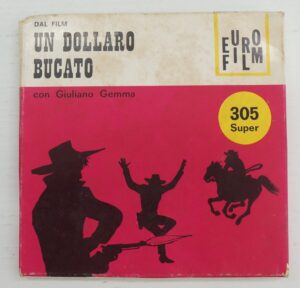 DAL FILM
UN DOLLARO
BUCATO
con Giuliano Gemma
EURO
FILM
305
Super